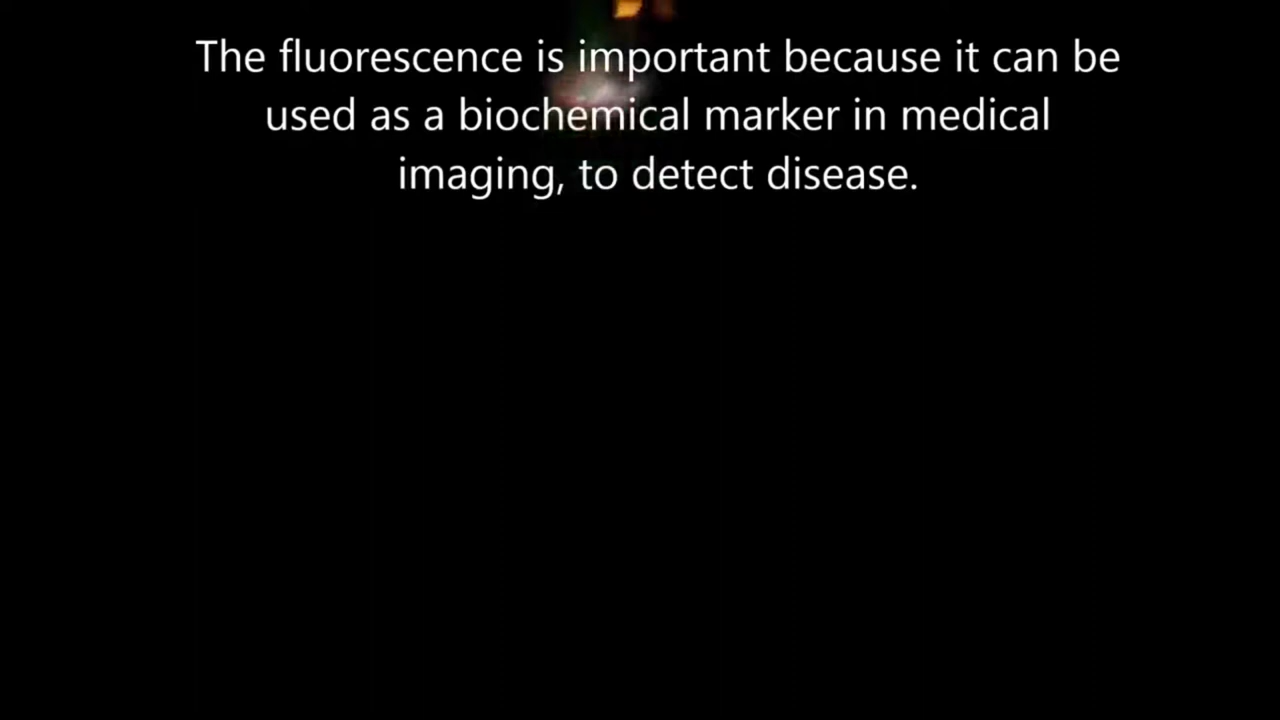 The fluorescence is important because it can be
used as a biochemical marker in medical
imaging, to detect disease.